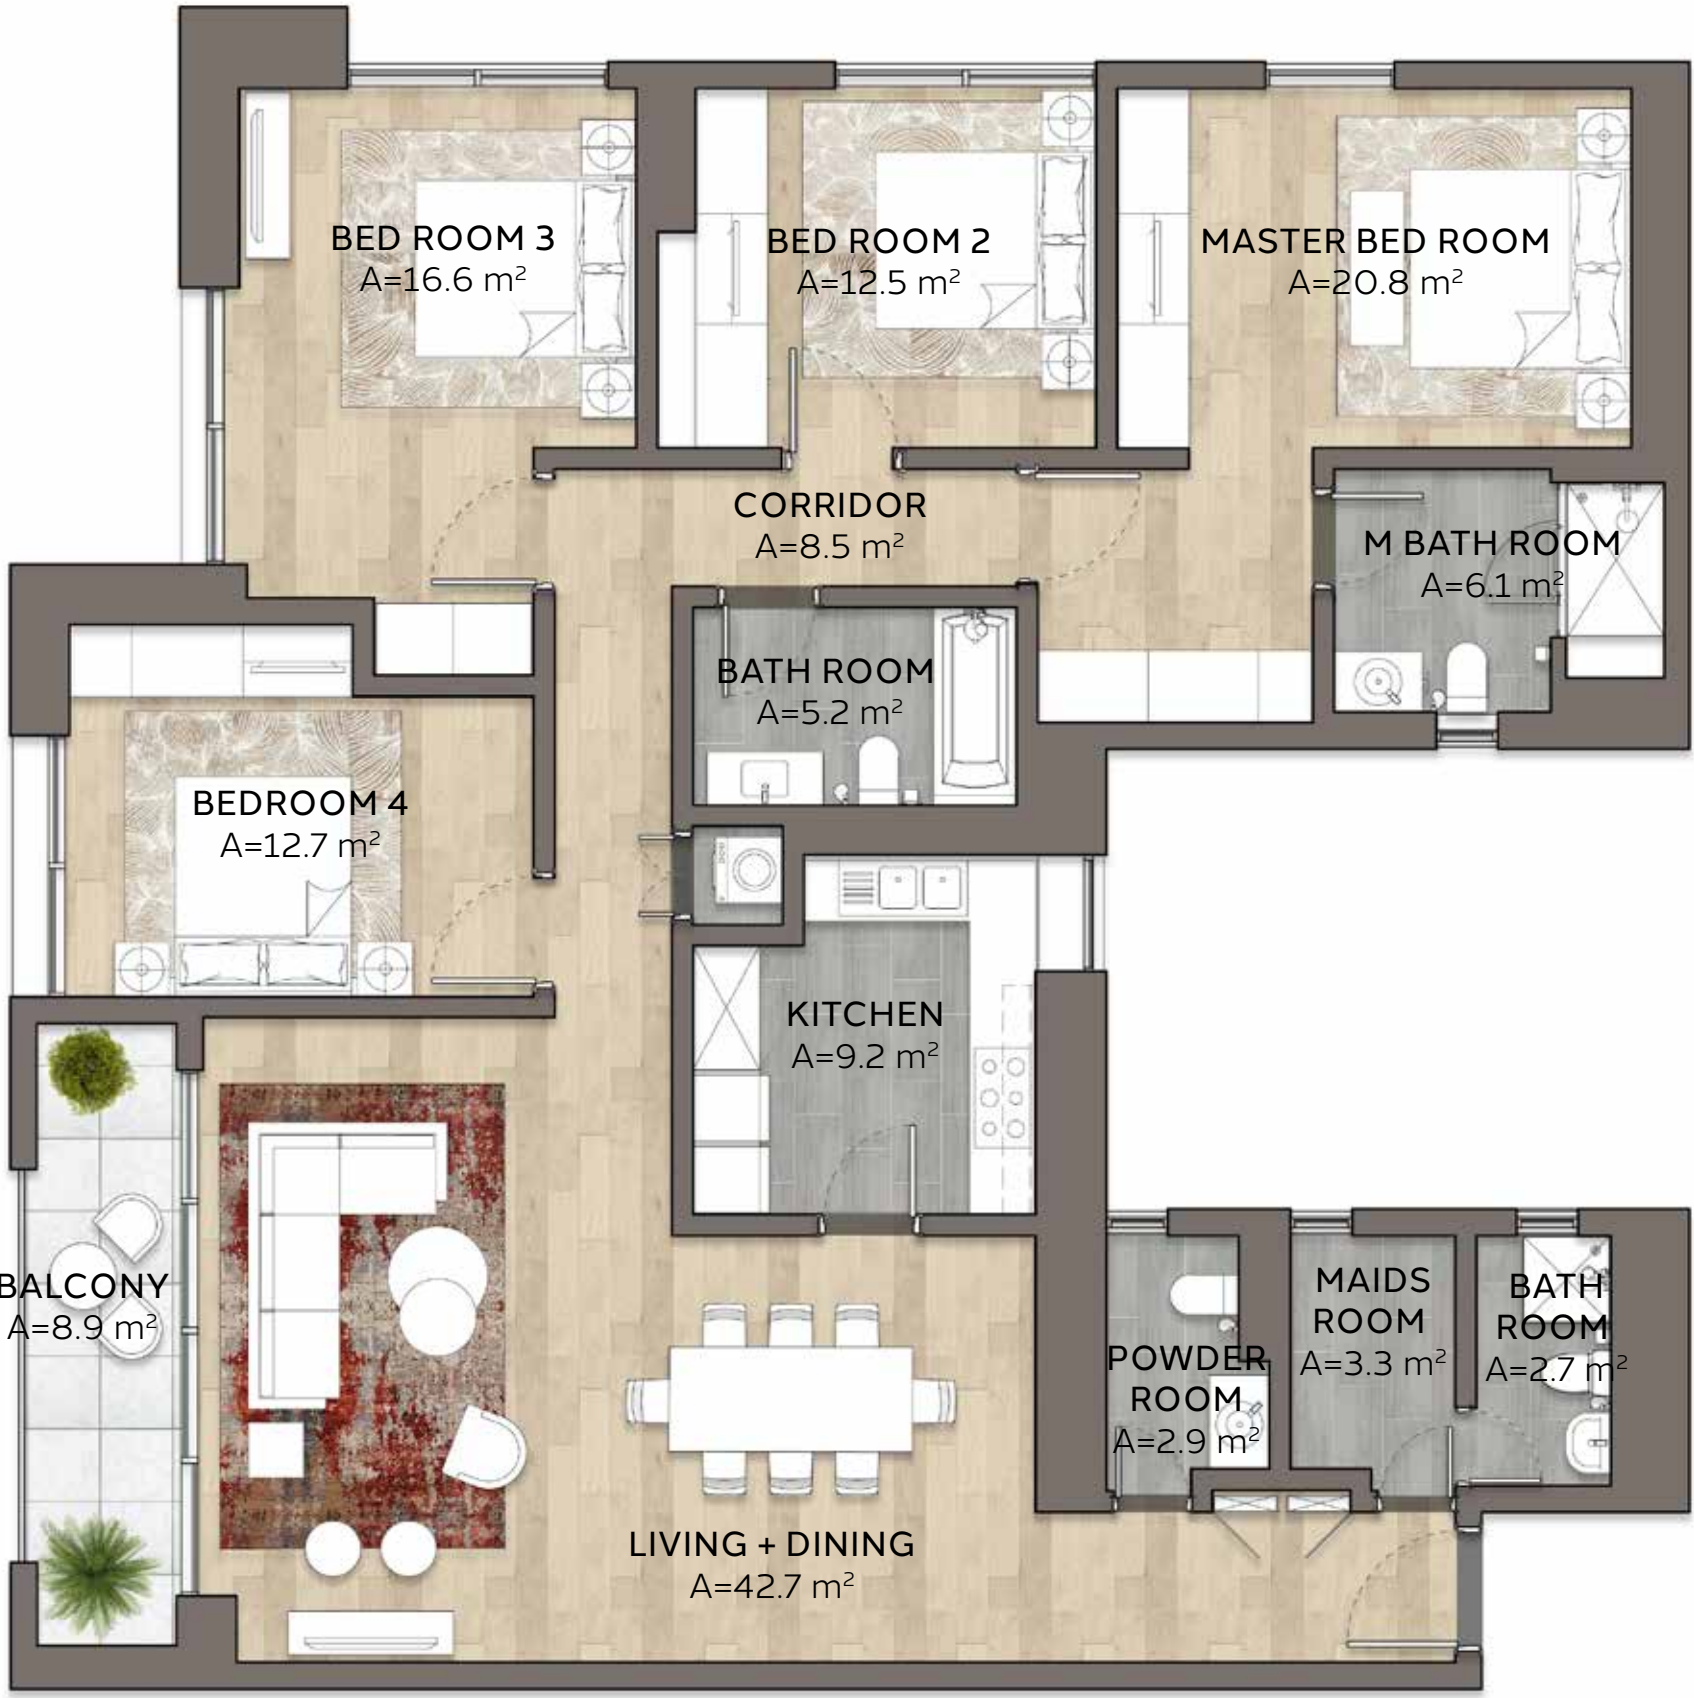 BED ROOM 3
A=16.6 m²
BED ROOM 2
A=12.5 m²
MASTER BED ROOM
A=20.8 m²
CORRIDOR
A=8.5 m²
M BATH ROOM
A=6.1 m²
BATH ROOM
A=5.2 m²
BEDROOM 4
A=12.7 m²
KITCHEN
A=9.2 m²
BALCONY
A=8.9 m²
MAIDS
ROOM
A=3.3 m²
BATH
ROOM
A=2.7 m²
POWDER
ROOM
A=2.9 m²
LIVING + DINING
A=42.7 m²